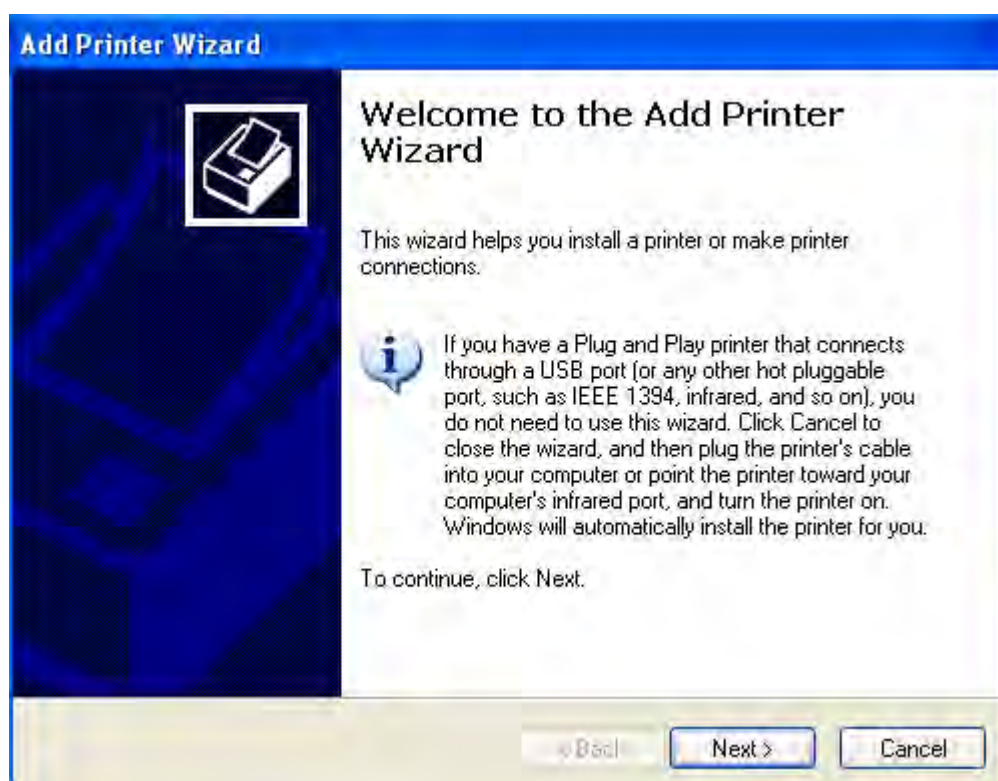 Add Printer Wizard
Welcome to the Add Printer
Wizard
This wizard helps you install a printer or make printer
connections.
If you have a Plug and Play printer that connects
through a USB port (or any other hot pluggable
port, such as IEEE 1394, infrared, and so on), you
do not need to use this wizard. Click Cancel to
close the wizard, and then plug the printer's cable
into your computer or point the printer toward your
computer's infrared port, and turn the printer on.
Windows will automatically install the printer for you.
To continue, click Next.
< Back Next > Cancel